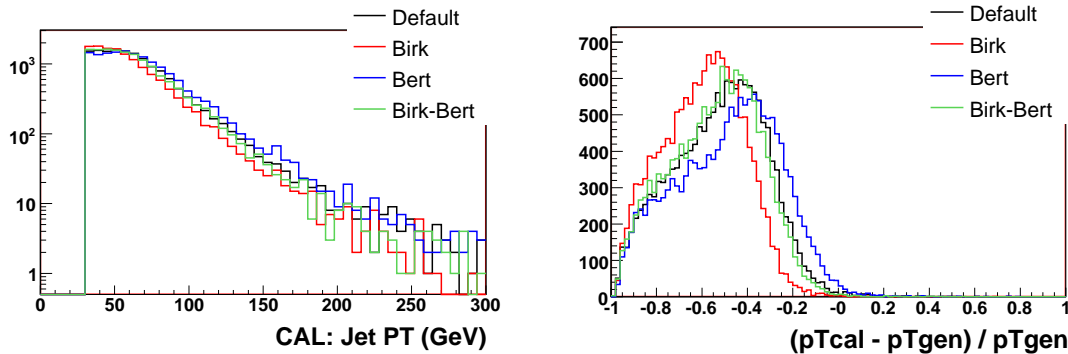 Default
Birk
Bert
Birk-Bert
10³
10²
10
1
0 50 100 150 200 250 300
CAL: Jet PT (GeV)
Default
Birk
Bert
Birk-Bert
700
600
500
400
300
200
100
0
-1 -0.8 -0.6 -0.4 -0.2 -0 0.2 0.4 0.6 0.8 1
(pTcal - pTgen) / pTgen